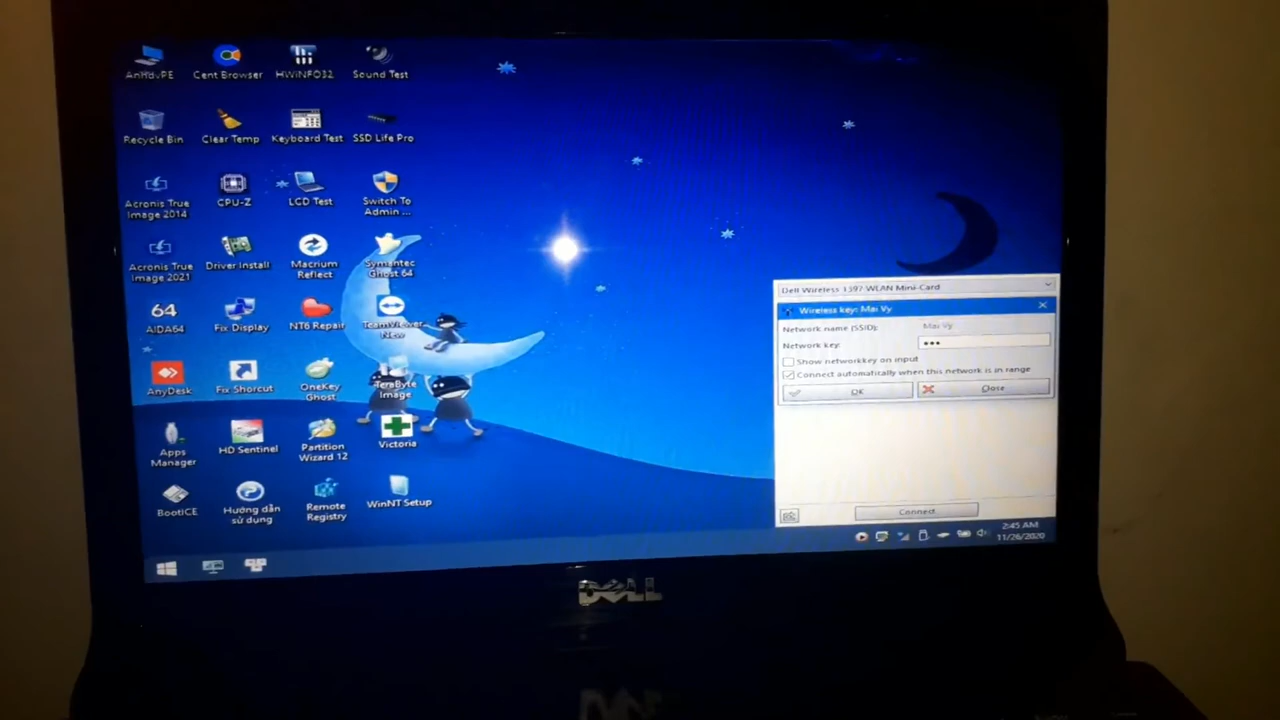 AnhdvPE
Cent Browser
HWiNFO32
Sound Test
Recycle Bin
Clear Temp
Keyboard Test
SSD Life Pro
Acronis True
Image 2014
CPU-Z
LCD Test
Switch To
Admin ...
Acronis True
Image 2021
Driver Install
Macrium
Reflect
Symantec
Ghost 64
64
AIDA64
Fix Display
NT6 Repair
TeamViewer
New
AnyDesk
Fix Shorcut
OneKey
Ghost
TeraByte
Image
Apps
Manager
HD Sentinel
Partition
Wizard 12
Victoria
BootICE
Hướng dẫn
sử dụng
Remote
Registry
WinNT Setup
Dell Wireless 1397 WLAN Mini-Card
Wireless key: Mai Vy
Network name (SSID):
Mai Vy
Network key:
Show networkkey on input
Connect automatically when this network is in range
OK
Close
Connect
2:45 AM
11/26/2020
DELL